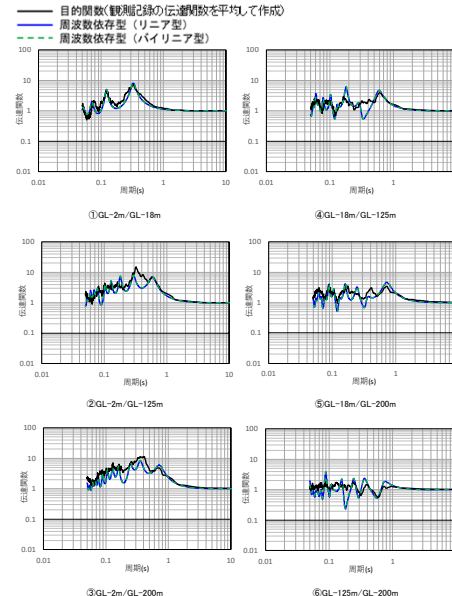 目的関数(観測記録の伝達関数を平均して作成)
周波数依存型（リニア型）
周波数依存型（バイリニア型）
100
10
1
0.1
0.01
0.01
0.1
1
10
伝達関数
周期(s)
①GL-2m/GL-18m
100
10
1
0.1
0.01
0.01
0.1
1
伝達関数
周期(s)
④GL-18m/GL-125m
100
10
1
0.1
0.01
0.01
0.1
1
10
伝達関数
周期(s)
②GL-2m/GL-125m
100
10
1
0.1
0.01
0.01
0.1
1
伝達関数
周期(s)
⑤GL-18m/GL-200m
100
10
1
0.1
0.01
0.01
0.1
1
10
伝達関数
周期(s)
③GL-2m/GL-200m
100
10
1
0.1
0.01
0.01
0.1
1
伝達関数
周期(s)
⑥GL-125m/GL-200m